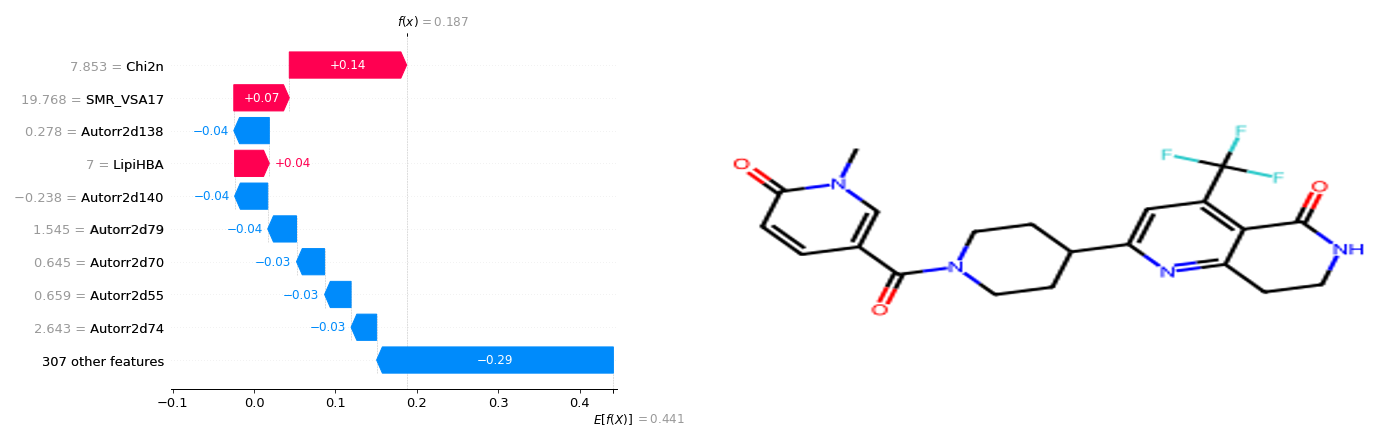 f(x) = 0.187
7.853 = Chi2n
+0.14
19.768 = SMR_VSA17
+0.07
0.278 = Autorr2d138
−0.04
7 = LipiHBA
+0.04
−0.238 = Autorr2d140
−0.04
1.545 = Autorr2d79
−0.04
0.645 = Autorr2d70
−0.03
0.659 = Autorr2d55
−0.03
2.643 = Autorr2d74
−0.03
307 other features
−0.29
−0.1 0.0 0.1 0.2 0.3 0.4
E[f(X)] = 0.441
F
F
F
O
N
O
NH
N
N
O